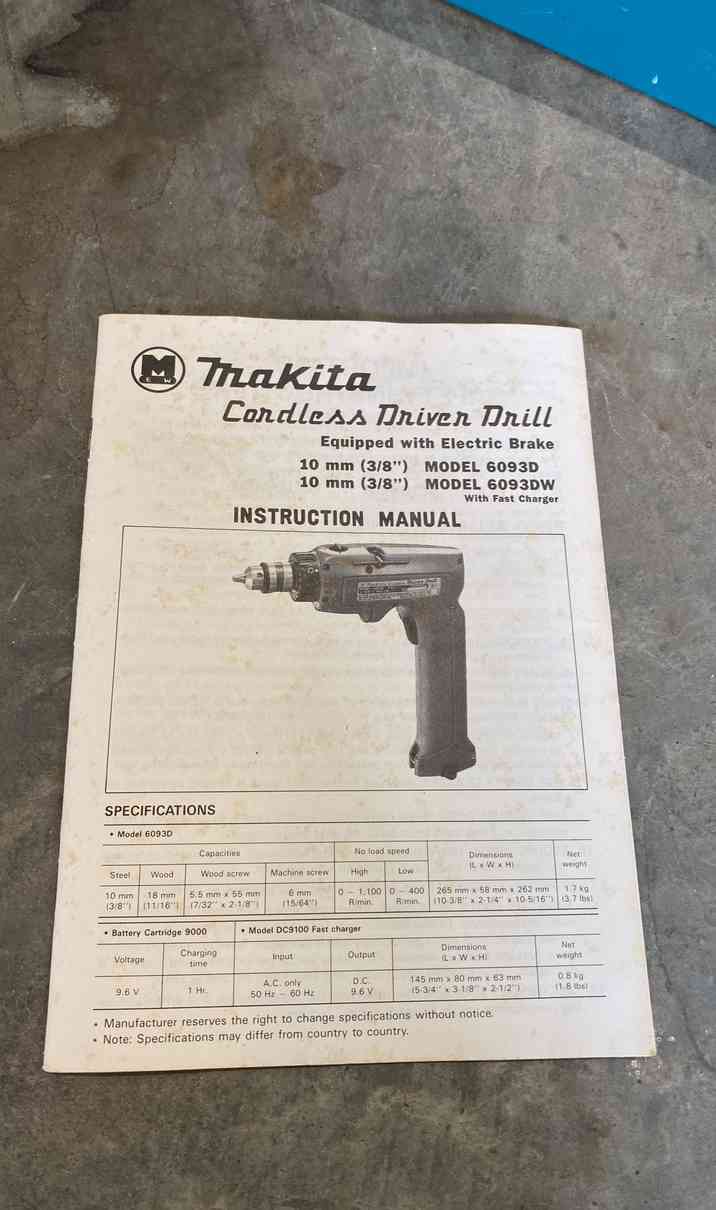 M
E W
Makita
Cordless Driver Drill
Equipped with Electric Brake
10 mm (3/8") MODEL 6093D
10 mm (3/8") MODEL 6093DW
With Fast Charger
INSTRUCTION MANUAL
SPECIFICATIONS
• Model 6093D
Capacities No load speed Dimensions (L x W x H) Net weight
Steel Wood Wood screw Machine screw High Low
10 mm 18 mm 5.5 mm x 55 mm 6 mm 0 – 1,100 0 – 400 265 mm x 58 mm x 262 mm 1.7 kg
(3/8") (11/16") (7/32" x 2-1/8") (15/64") R/min. R/min. (10-3/8" x 2-1/4" x 10-5/16") (3.7 lbs)
• Battery Cartridge 9000 • Model DC9100 Fast charger
Voltage Charging time Input Output Dimensions (L x W x H) Net weight
9.6 V 1 Hr. A.C. only 50 Hz – 60 Hz D.C. 9.6 V 145 mm x 80 mm x 63 mm (5-3/4" x 3-1/8" x 2-1/2") 0.8 kg (1.8 lbs)
• Manufacturer reserves the right to change specifications without notice.
• Note: Specifications may differ from country to country.